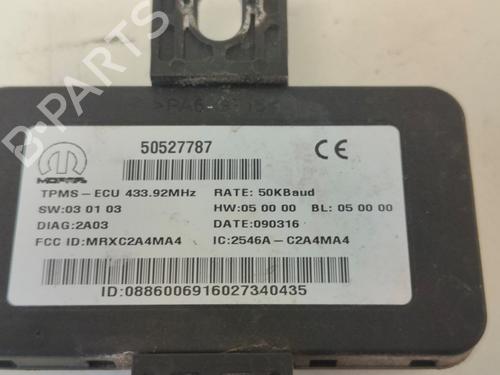 B-PARTS
MOPAR
50527787
CE
TPMS-ECU 433.92MHz RATE: 50KBaud
SW:03 01 03 HW:05 00 00 BL: 05 00 00
DIAG:2A03 DATE:090316
FCC ID:MRXC2A4MA4 IC:2546A-C2A4MA4
ID:0886006916027340435